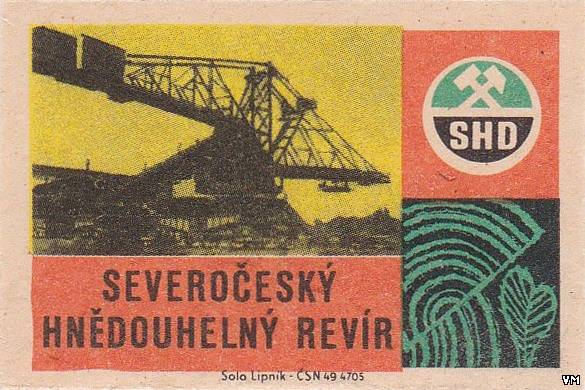 SHD
SEVEROČESKÝ
HNĚDOUHELNÝ REVÍR
Solo Lipník - ČSN 49 4705
VM